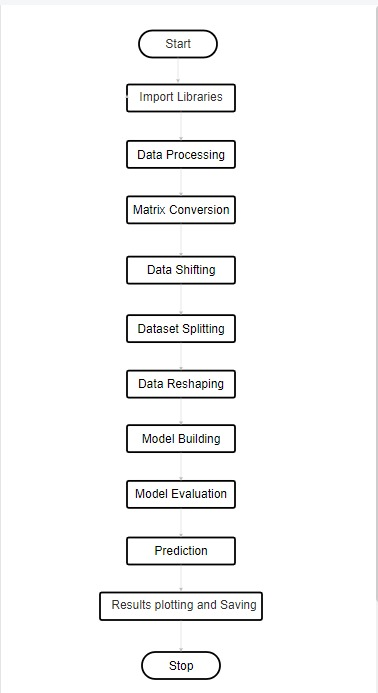 Start
Import Libraries
Data Processing
Matrix Conversion
Data Shifting
Dataset Splitting
Data Reshaping
Model Building
Model Evaluation
Prediction
Results plotting and Saving
Stop